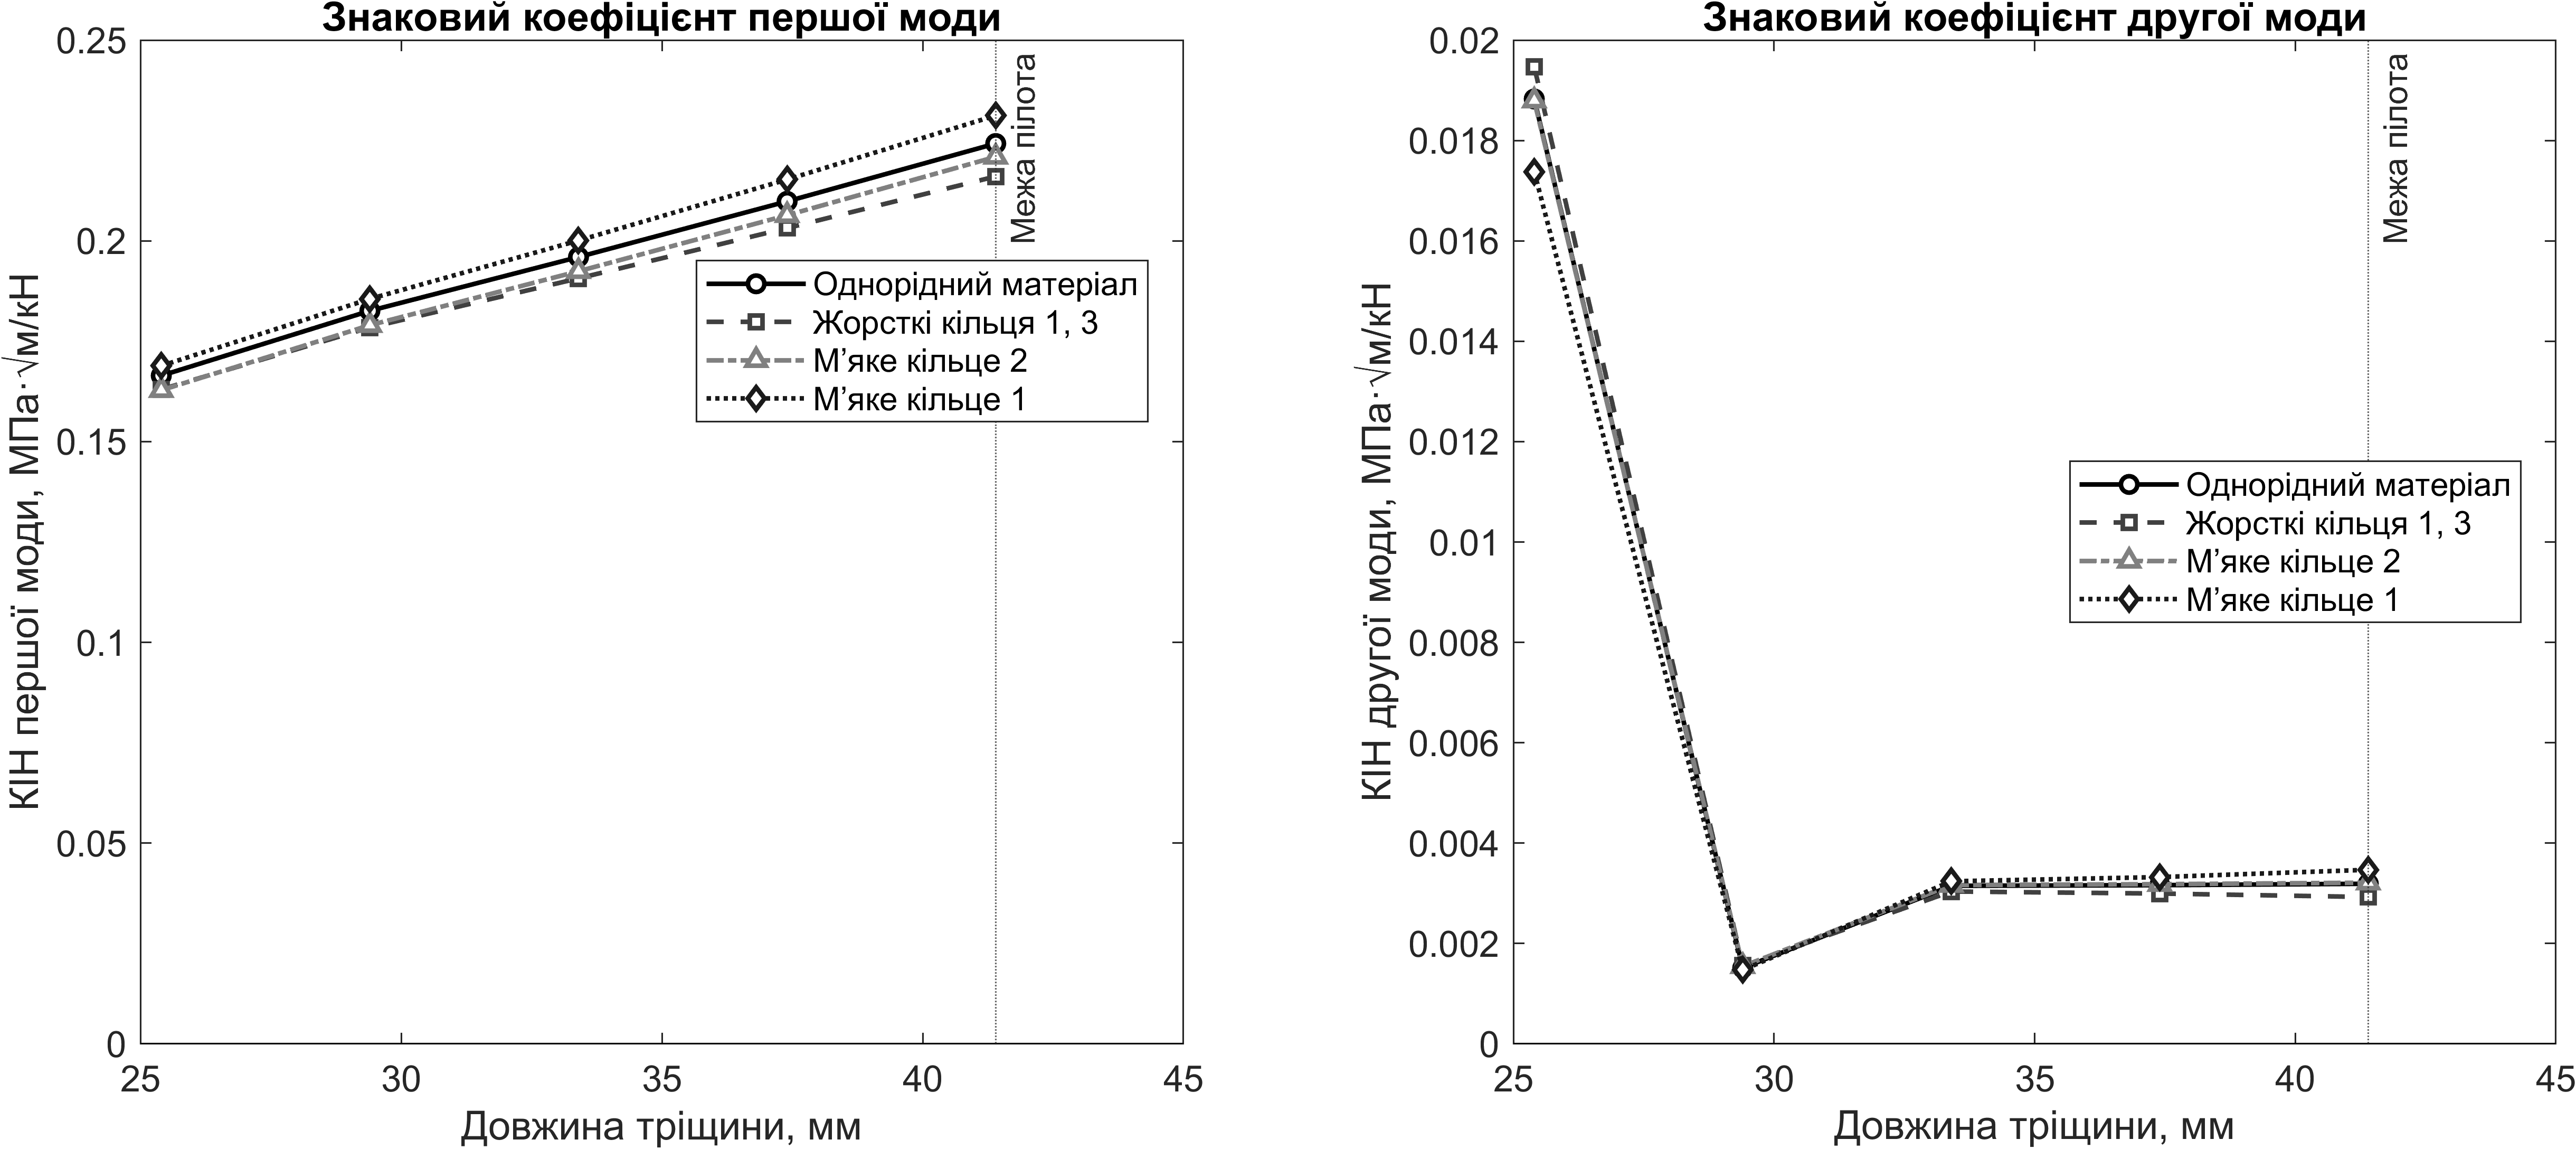 Знаковий коефіцієнт першої моди
КІН першої моди, МПа·√м/кН
0.25
0.2
0.15
0.1
0.05
0
25
30
35
40
45
Довжина тріщини, мм
Межа пілота
Однорідний матеріал
Жорсткі кільця 1, 3
М’яке кільце 2
М’яке кільце 1
Знаковий коефіцієнт другої моди
КІН другої моди, МПа·√м/кН
0.02
0.018
0.016
0.014
0.012
0.01
0.008
0.006
0.004
0.002
0
25
30
35
40
45
Довжина тріщини, мм
Межа пілота
Однорідний матеріал
Жорсткі кільця 1, 3
М’яке кільце 2
М’яке кільце 1